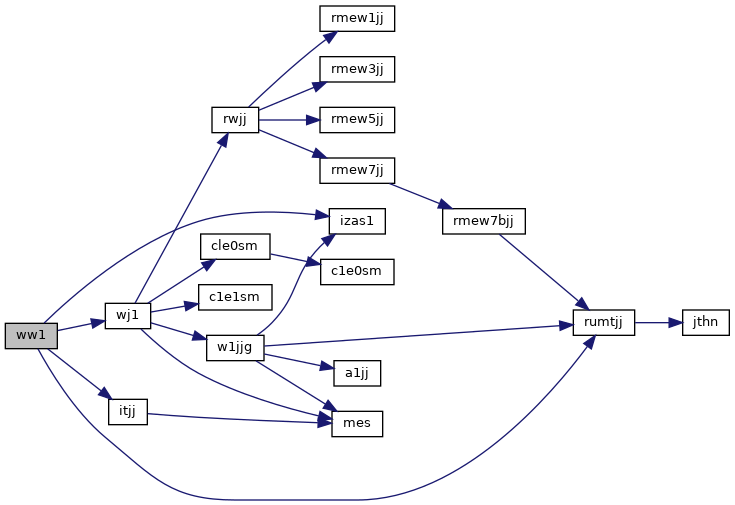 rmew1jj
rmew3jj
rwjj
rmew5jj
rmew7jj
rmew7bjj
izas1
cle0sm
c1e0sm
c1e1sm
wj1
rumtjj
jthn
ww1
w1jjg
a1jj
itjj
mes